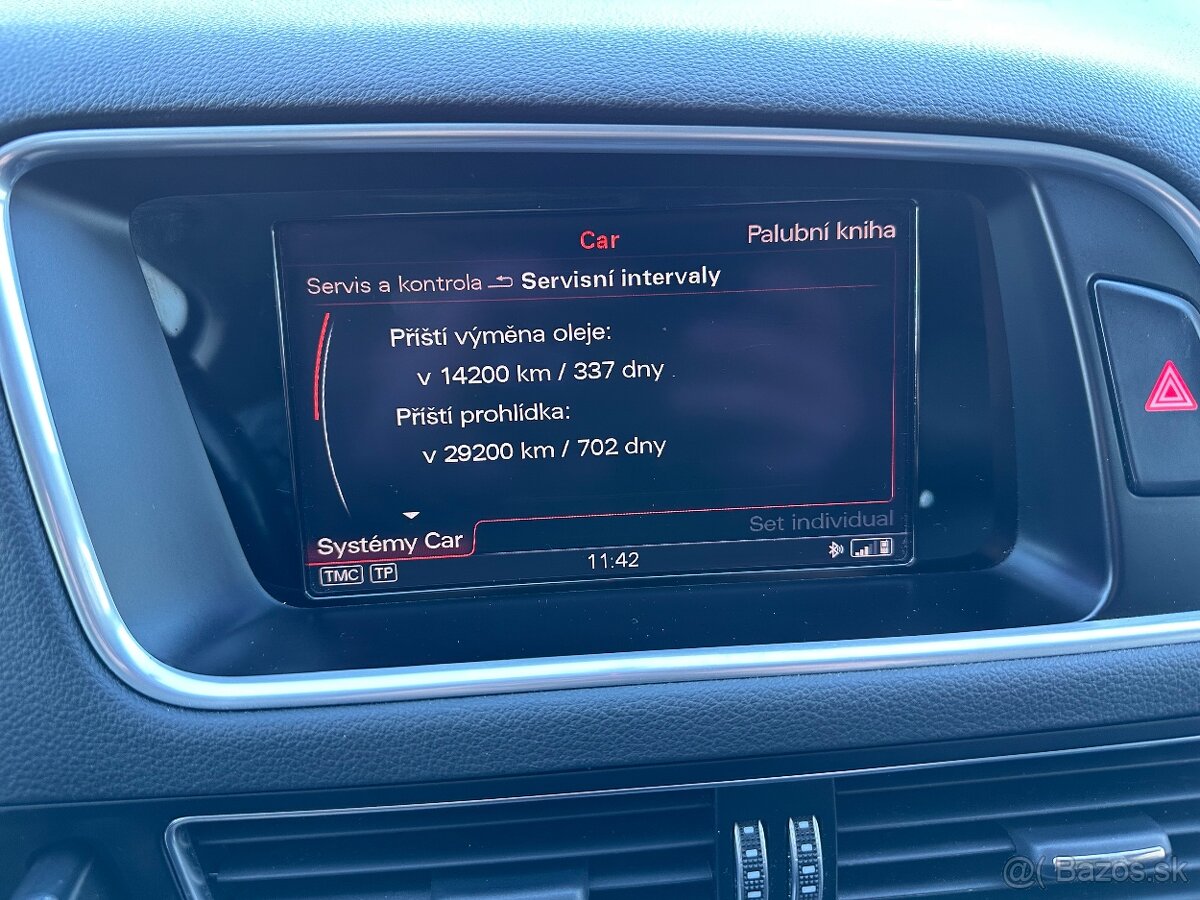 Car
Palubní kniha
Servis a kontrola Servisní intervaly
Příští výměna oleje:
v 14200 km / 337 dny
Příští prohlídka:
v 29200 km / 702 dny
Set individual
Systémy Car
TMC TP
11:42
@( Bazos.sk